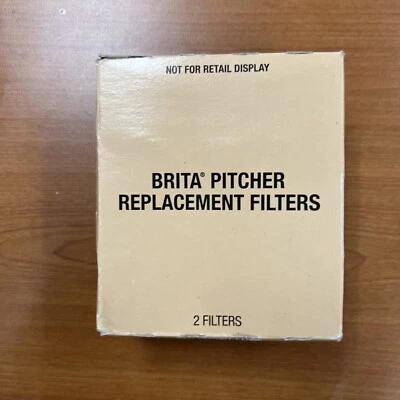 NOT FOR RETAIL DISPLAY
BRITA® PITCHER
REPLACEMENT FILTERS
2 FILTERS